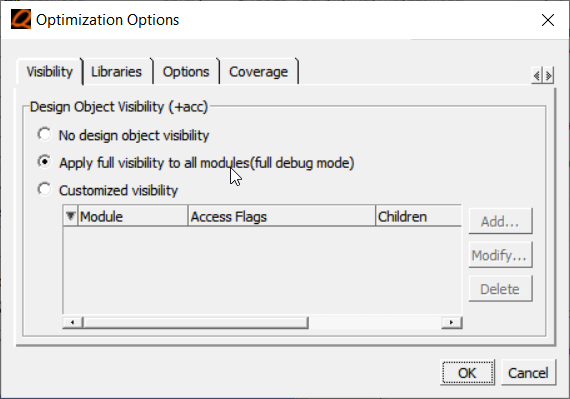 Optimization Options
Visibility Libraries Options Coverage
Design Object Visibility (+acc)
No design object visibility
Apply full visibility to all modules(full debug mode)
Customized visibility
Module Access Flags Children
Add...
Modify...
Delete
OK Cancel